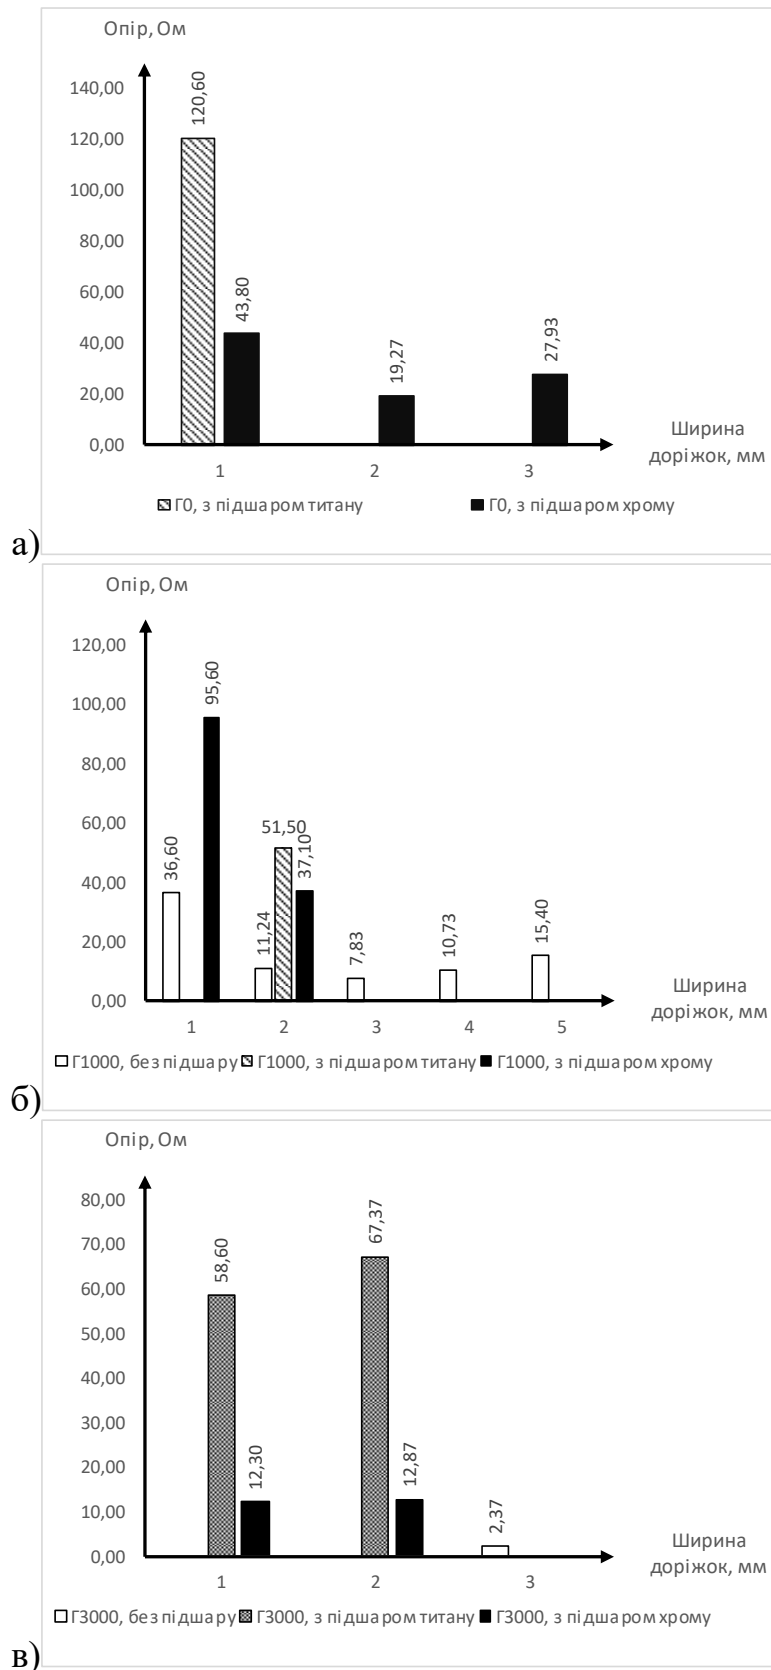 Опір, Ом
140,00
120,00
100,00
80,00
60,00
40,00
20,00
0,00
120,60
43,80
19,27
27,93
1 2 3
Ширина
доріжок, мм
Г0, з підшаром титану Г0, з підшаром хрому
а)
Опір, Ом
120,00
100,00
80,00
60,00
40,00
20,00
0,00
36,60
95,60
11,24
51,50
37,10
7,83
10,73
15,40
1 2 3 4 5
Ширина
доріжок, мм
Г1000, без підшару Г1000, з підшаром титану Г1000, з підшаром хрому
б)
Опір, Ом
80,00
70,00
60,00
50,00
40,00
30,00
20,00
10,00
0,00
58,60
12,30
67,37
12,87
2,37
1 2 3
Ширина
доріжок, мм
Г3000, без підшару Г3000, з підшаром титану Г3000, з підшаром хрому
в)